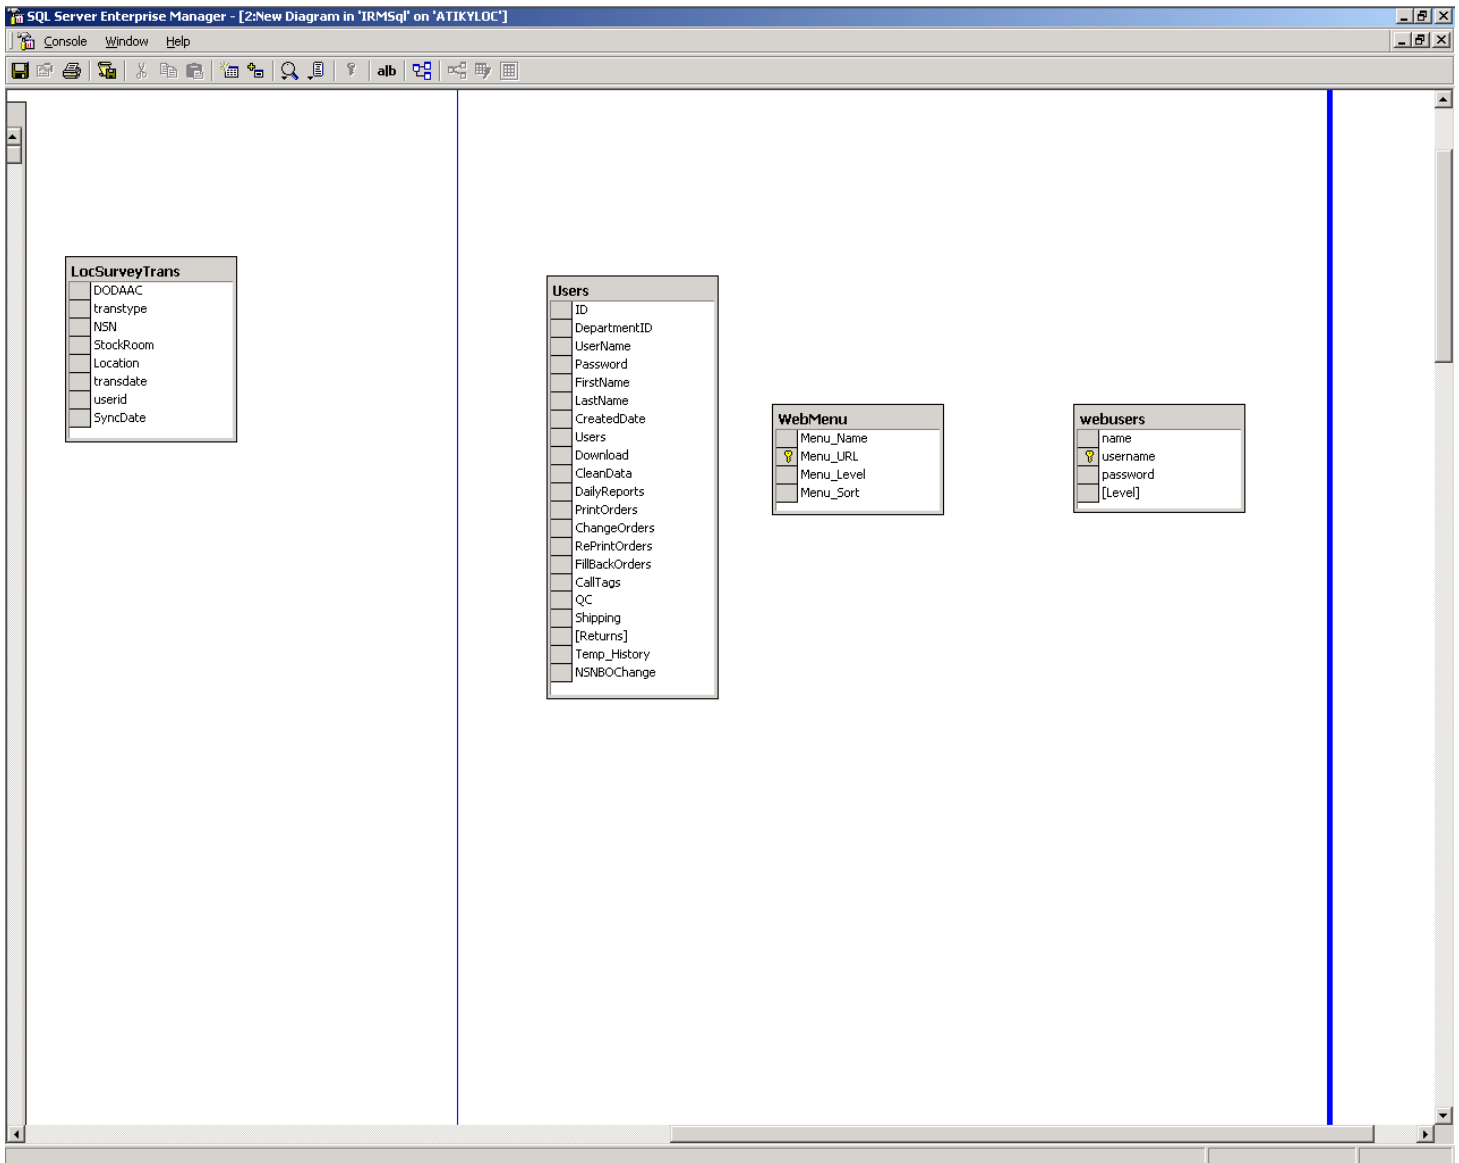 SQL Server Enterprise Manager - [2:New Diagram in 'IRMSql' on 'ATIKYLOC']
Console Window Help
a|b
LocSurveyTrans
DODAAC
transtype
NSN
StockRoom
Location
transdate
userid
SyncDate
Users
ID
DepartmentID
UserName
Password
FirstName
LastName
CreatedDate
Users
Download
CleanData
DailyReports
PrintOrders
ChangeOrders
RePrintOrders
FillBackOrders
CallTags
QC
Shipping
[Returns]
Temp_History
NSNBOChange
WebMenu
Menu_Name
Menu_URL
Menu_Level
Menu_Sort
webusers
name
username
password
[Level]